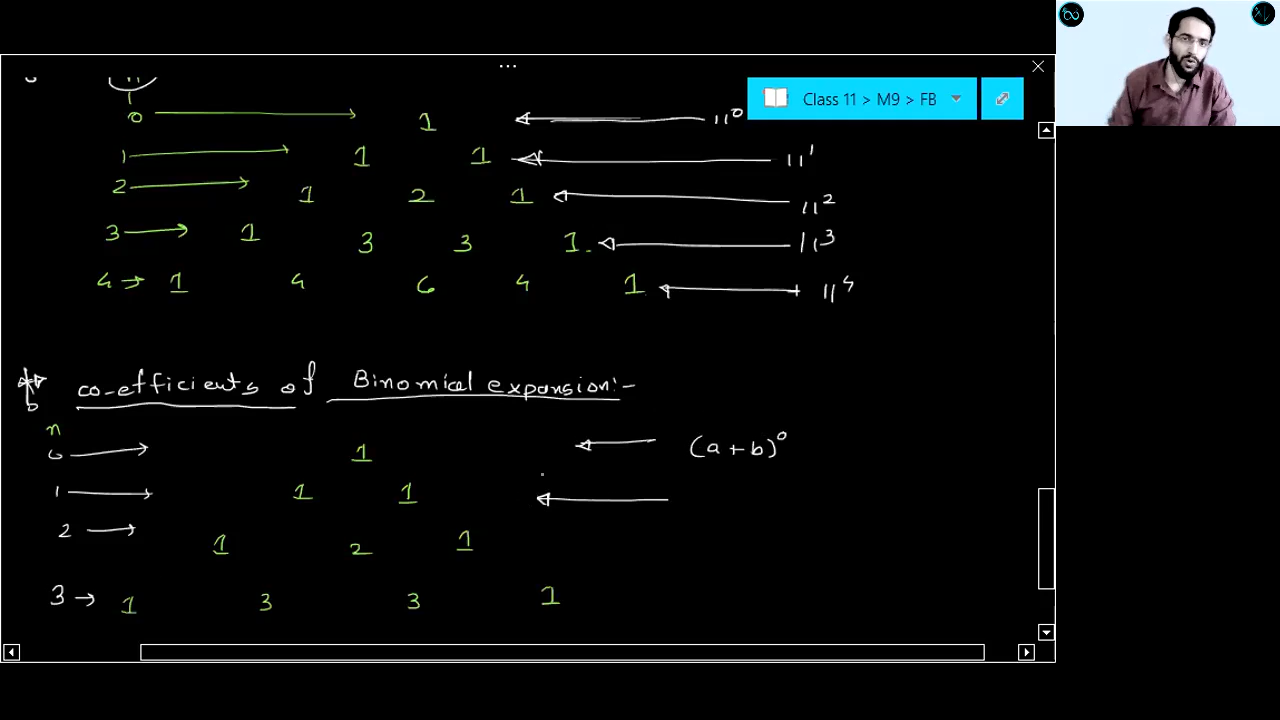 Class 11 > M9 > FB
0 → 1 ← 11⁰
1 → 1 1 ← 11¹
2 → 1 2 1 ← 11²
3 → 1 3 3 1 ← 11³
4 → 1 4 6 4 1 ← 11⁴
co-efficients of Binomial expansion:-
n
0 → 1 ← (a + b)⁰
1 → 1 1 ←
2 → 1 2 1
3 → 1 3 3 1